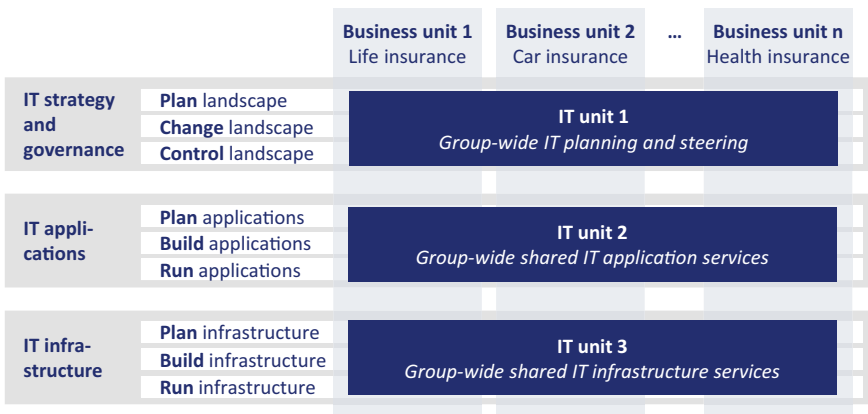 Business unit 1 Business unit 2 ... Business unit n
Life insurance Car insurance Health insurance
IT strategy and governance
Plan landscape
Change landscape
Control landscape
IT unit 1
Group-wide IT planning and steering
IT appli-
cations
Plan applications
Build applications
Run applications
IT unit 2
Group-wide shared IT application services
IT infra-
structure
Plan infrastructure
Build infrastructure
Run infrastructure
IT unit 3
Group-wide shared IT infrastructure services